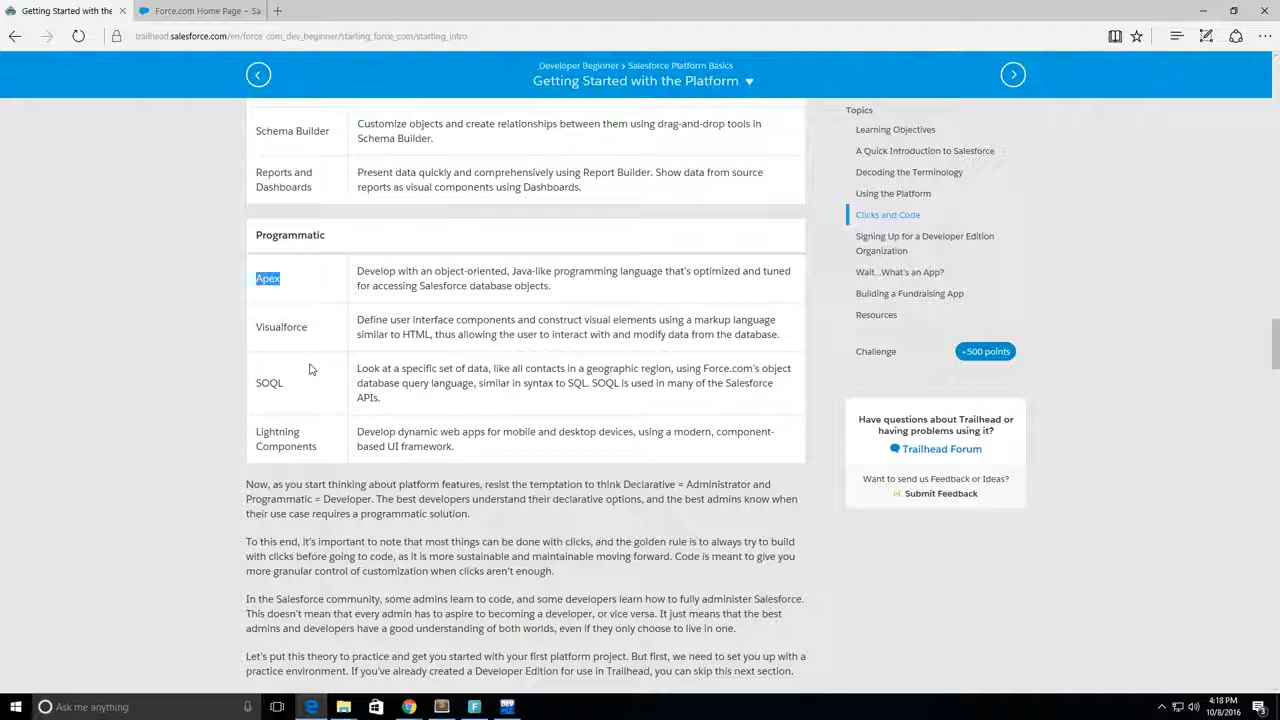 Getting Started with the
Force.com Home Page ~ Sa
trailhead.salesforce.com/en/force_com_dev_beginner/starting_force_com/starting_intro
Developer Beginner > Salesforce Platform Basics
Getting Started with the Platform
Schema Builder
Customize objects and create relationships between them using drag-and-drop tools in
Schema Builder.
Reports and
Dashboards
Present data quickly and comprehensively using Report Builder. Show data from source
reports as visual components using Dashboards.
Programmatic
Apex
Develop with an object-oriented, Java-like programming language that's optimized and tuned
for accessing Salesforce database objects.
Visualforce
Define user interface components and construct visual elements using a markup language
similar to HTML, thus allowing the user to interact with and modify data from the database.
SOQL
Look at a specific set of data, like all contacts in a geographic region, using Force.com's object
database query language, similar in syntax to SQL. SOQL is used in many of the Salesforce
APIs.
Lightning
Components
Develop dynamic web apps for mobile and desktop devices, using a modern, component-
based UI framework.
Now, as you start thinking about platform features, resist the temptation to think Declarative = Administrator and
Programmatic = Developer. The best developers understand their declarative options, and the best admins know when
their use case requires a programmatic solution.
To this end, it's important to note that most things can be done with clicks, and the golden rule is to always try to build
with clicks before going to code, as it is more sustainable and maintainable moving forward. Code is meant to give you
more granular control of customization when clicks aren't enough.
In the Salesforce community, some admins learn to code, and some developers learn how to fully administer Salesforce.
This doesn't mean that every admin has to aspire to becoming a developer, or vice versa. It just means that the best
admins and developers have a good understanding of both worlds, even if they only choose to live in one.
Let's put this theory to practice and get you started with your first platform project. But first, we need to set you up with a
practice environment. If you've already created a Developer Edition for use in Trailhead, you can skip this next section.
Topics
Learning Objectives
A Quick Introduction to Salesforce
Decoding the Terminology
Using the Platform
Clicks and Code
Signing Up for a Developer Edition
Organization
Wait...What's an App?
Building a Fundraising App
Resources
Challenge
+500 points
Have questions about Trailhead or
having problems using it?
Trailhead Forum
Want to send us Feedback or Ideas?
Submit Feedback
Ask me anything
DEV
4:18 PM
10/8/2016